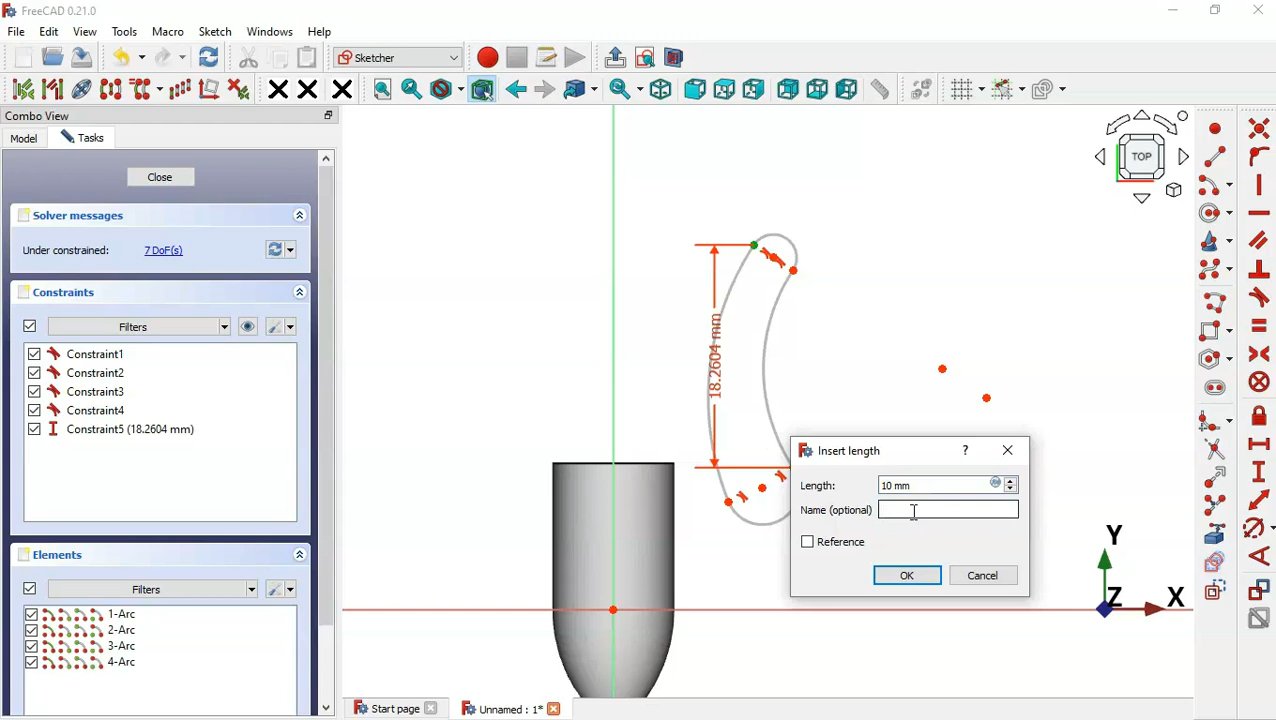 FreeCAD 0.21.0
File Edit View Tools Macro Sketch Windows Help
Sketcher
Combo View
Model Tasks
Close
Solver messages
Under constrained: 7 DoF(s)
Constraints
Filters
Constraint1
Constraint2
Constraint3
Constraint4
Constraint5 (18.2604 mm)
Elements
Filters
1-Arc
2-Arc
3-Arc
4-Arc
TOP
18.2604 mm
Insert length ?
Length: 10 mm
Name (optional)
Reference
OK Cancel
Y
Z X
Start page Unnamed : 1*